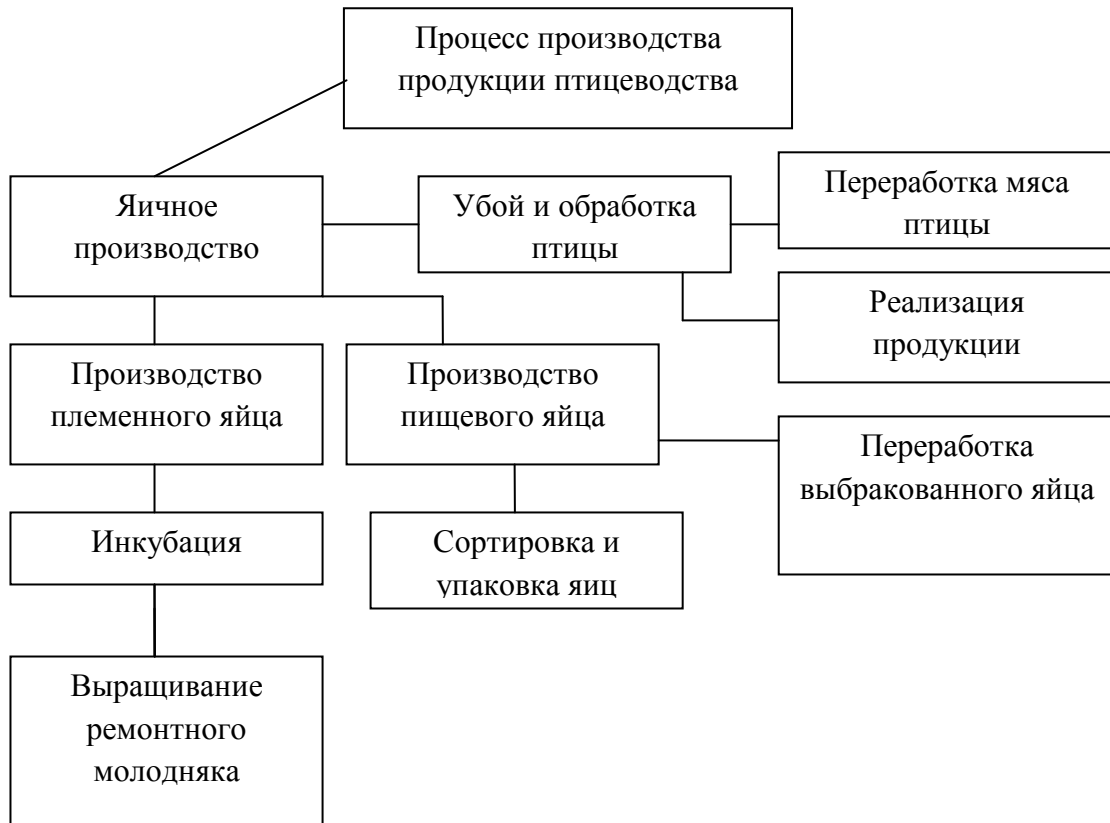 Процесс производства
продукции птицеводства
Яичное
производство
Убой и обработка
птицы
Переработка мяса
птицы
Реализация
продукции
Производство
племенного яйца
Производство
пищевого яйца
Переработка
выбракованного яйца
Инкубация
Сортировка и
упаковка яиц
Выращивание
ремонтного
молодняка